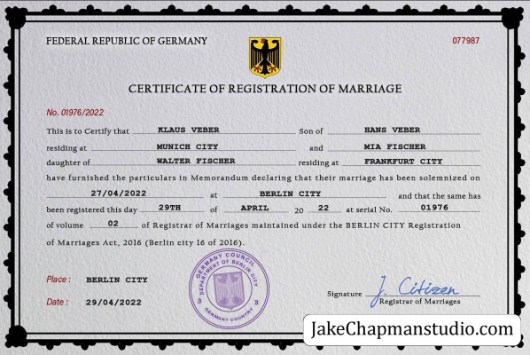 FEDERAL REPUBLIC OF GERMANY
077987
CERTIFICATE OF REGISTRATION OF MARRIAGE
No. 01976/2022
This is to Certify that KLAUS VEBER Son of HANS VEBER
residing at MUNICH CITY and MIA FISCHER
daughter of WALTER FISCHER residing at FRANKFURT CITY
have furnished the particulars in Memorandum declaring that their marriage has been solemnized on
27/04/2022 at BERLIN CITY and that the same has
been registered this day 29TH of APRIL 20 22 at serial No. 01976
of volume 02 of Registrar of Marriages maintained under the BERLIN CITY Registration
of Marriages Act, 2016 (Berlin city 16 of 2016).
GERMANY COUNCIL
DEPARTMENT OF BERLIN CITY
GERMANY COUNTRY
Place : BERLIN CITY
Date : 29/04/2022
Signature J. Citizen
Registrar of Marriages
JakeChapmanstudio.com